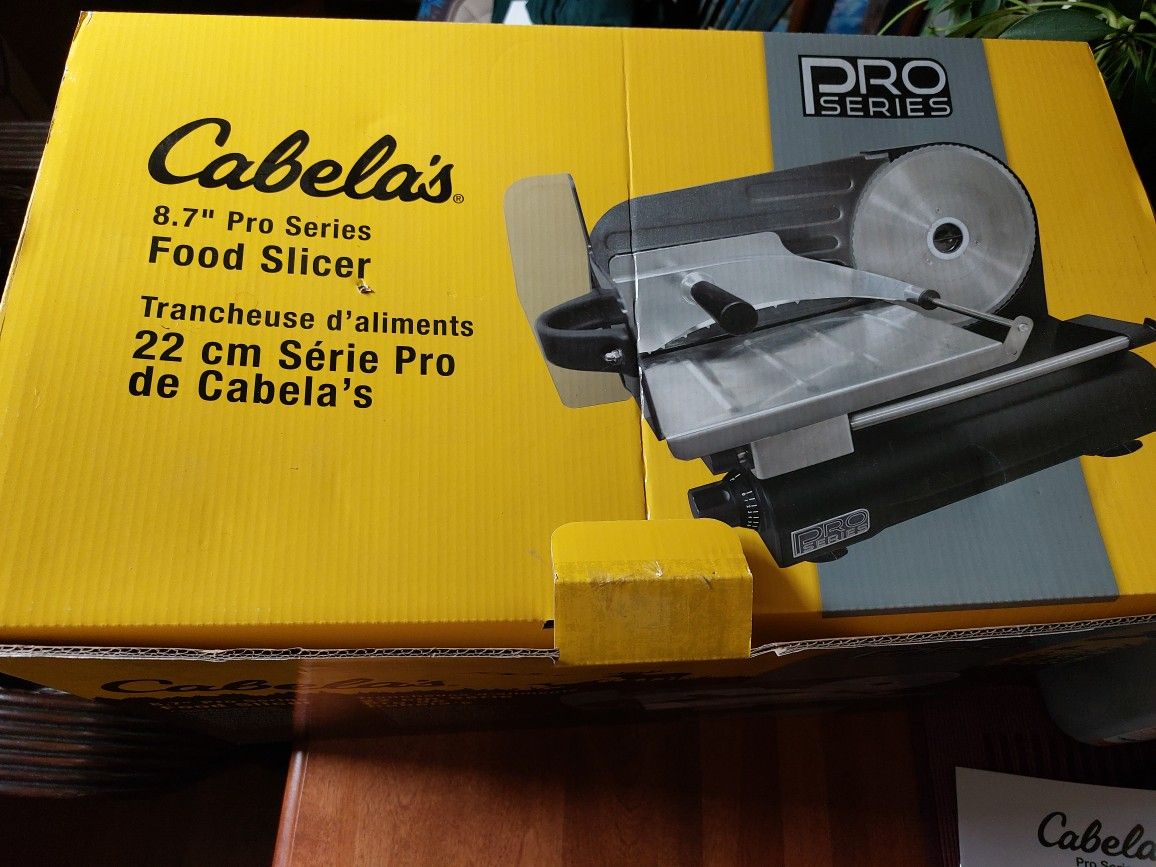 PRO
SERIES
Cabela's®
8.7" Pro Series
Food Slicer
Trancheuse d'aliments
22 cm Série Pro
de Cabela's
PRO
SERIES
Cabela's
Cabela
Pro